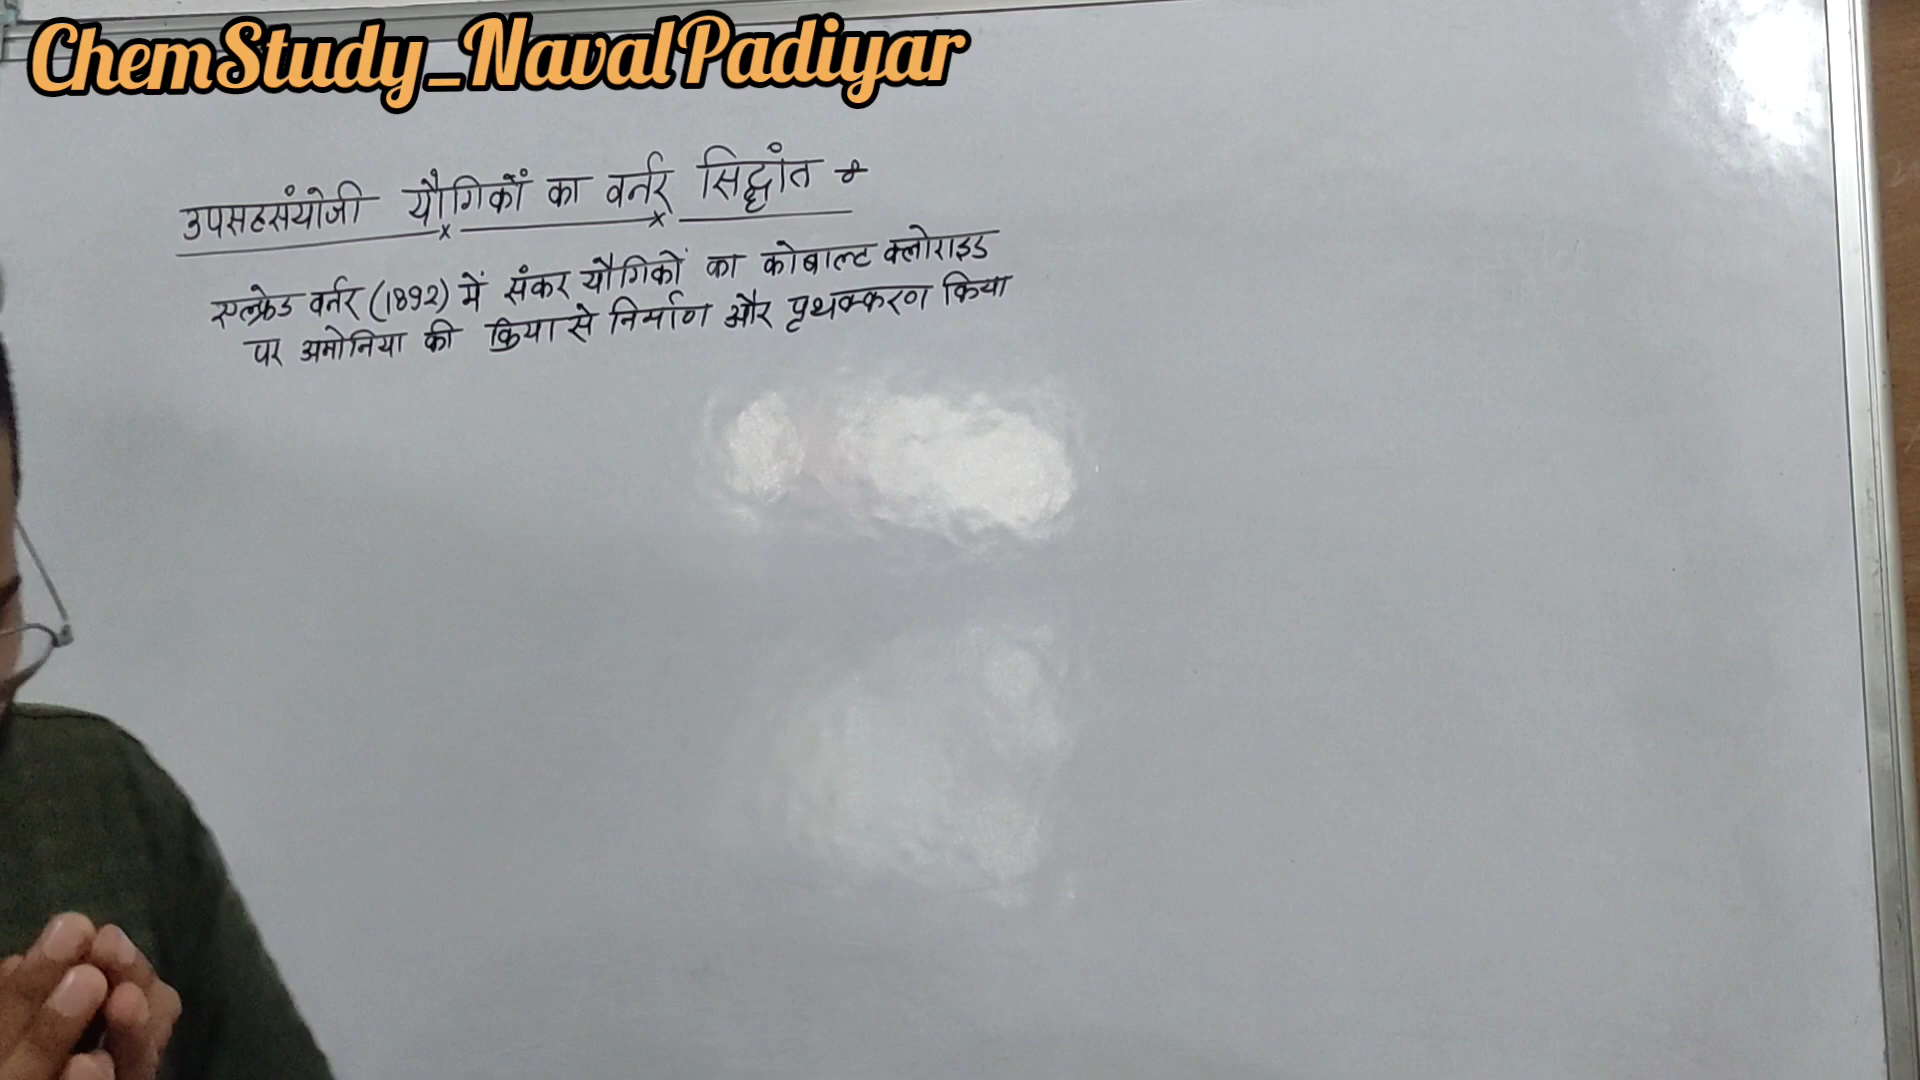 ChemStudy_NavalPadiyar
उपसहसंयोजी यौगिकों का वर्नर सिद्धांत
एल्फ्रेड वर्नर (1892) में संकर यौगिकों का कोबाल्ट क्लोराइड
पर अमोनिया की क्रिया से निर्माण और पृथक्करण किया